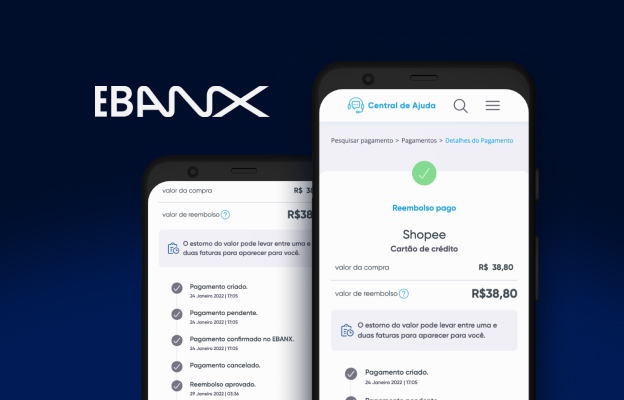 EBANX
valor da compra R$ 38
valor de reembolso ? R$38
O estorno do valor pode levar entre uma e
duas faturas para aparecer para você.
Pagamento criado.
24 Janeiro 2022 | 17:05
Pagamento pendente.
24 Janeiro 2022 | 17:05
Pagamento confirmado no EBANX.
24 Janeiro 2022 | 17:05
Pagamento cancelado.
Reembolso aprovado.
29 Janeiro 2022 | 03:36
Central de Ajuda
Pesquisar pagamento > Pagamentos > Detalhes do Pagamento
Reembolso pago
Shopee
Cartão de crédito
valor da compra R$ 38,80
valor de reembolso ? R$38,80
O estorno do valor pode levar entre uma e
duas faturas para aparecer para você.
Pagamento criado.
24 Janeiro 2022 | 17:05
Pagamento pendente.